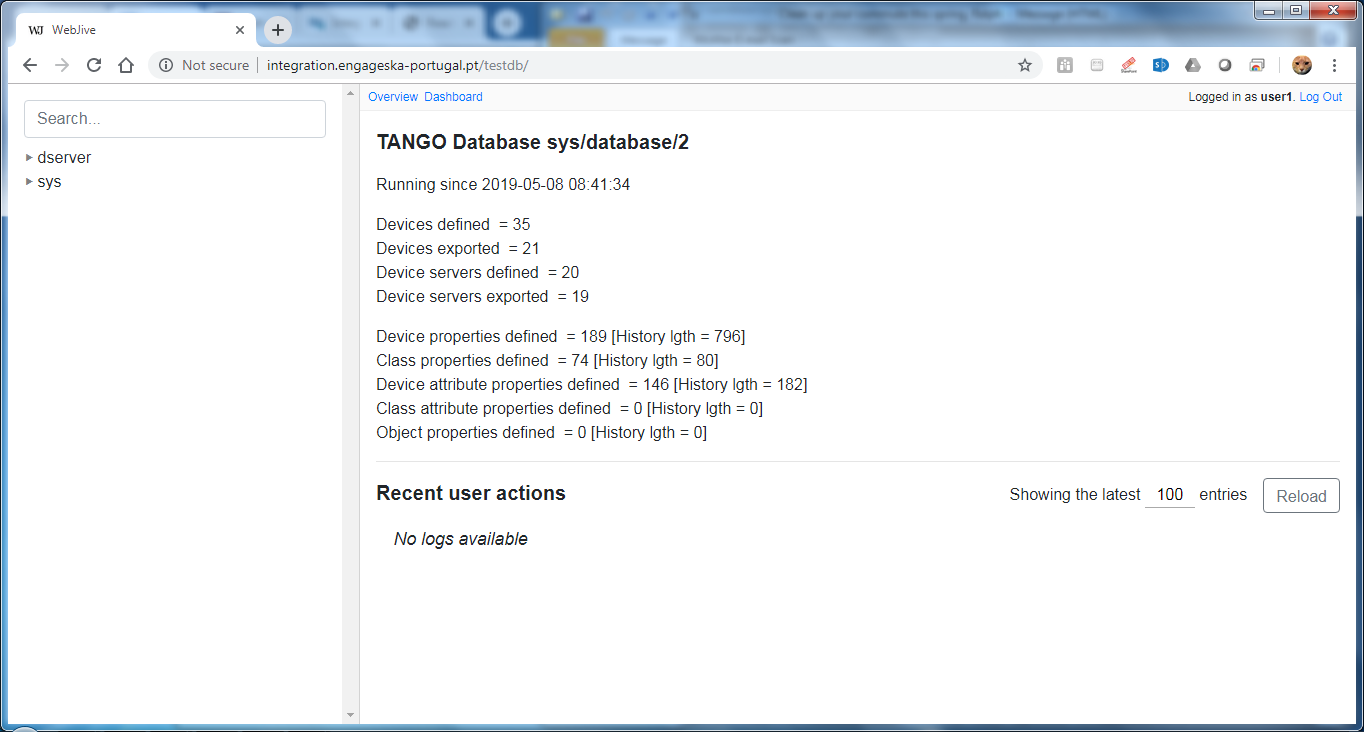 WJ WebJive
Not secure integration.engageska-portugal.pt/testdb/
Overview Dashboard
Logged in as user1. Log Out
Search...
dserver
sys
TANGO Database sys/database/2
Running since 2019-05-08 08:41:34
Devices defined = 35
Devices exported = 21
Device servers defined = 20
Device servers exported = 19
Device properties defined = 189 [History lgth = 796]
Class properties defined = 74 [History lgth = 80]
Device attribute properties defined = 146 [History lgth = 182]
Class attribute properties defined = 0 [History lgth = 0]
Object properties defined = 0 [History lgth = 0]
Recent user actions
Showing the latest 100 entries Reload
No logs available